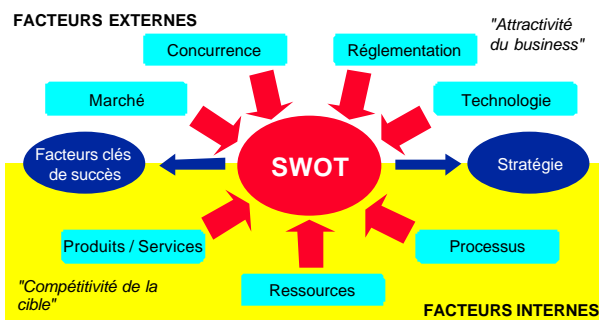 FACTEURS EXTERNES
"Attractivité
du business"
Concurrence
Réglementation
Marché
Technologie
Facteurs clés
de succès
SWOT
Stratégie
Produits / Services
Processus
Ressources
"Compétitivité de la
cible"
FACTEURS INTERNES